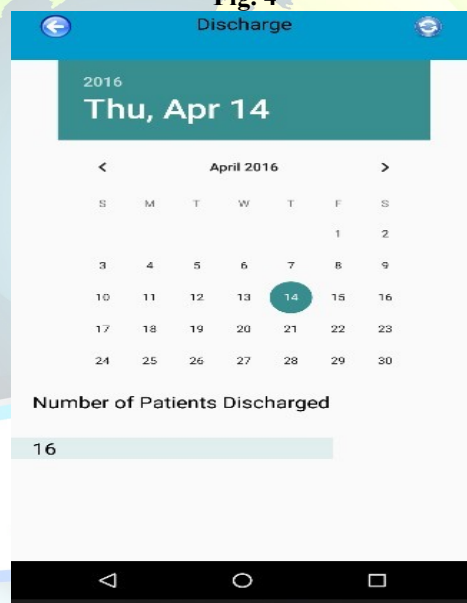 Fig. 4
Discharge
2016
Thu, Apr 14
April 2016
S M T W T F S
1 2
3 4 5 6 7 8 9
10 11 12 13 14 15 16
17 18 19 20 21 22 23
24 25 26 27 28 29 30
Number of Patients Discharged
16